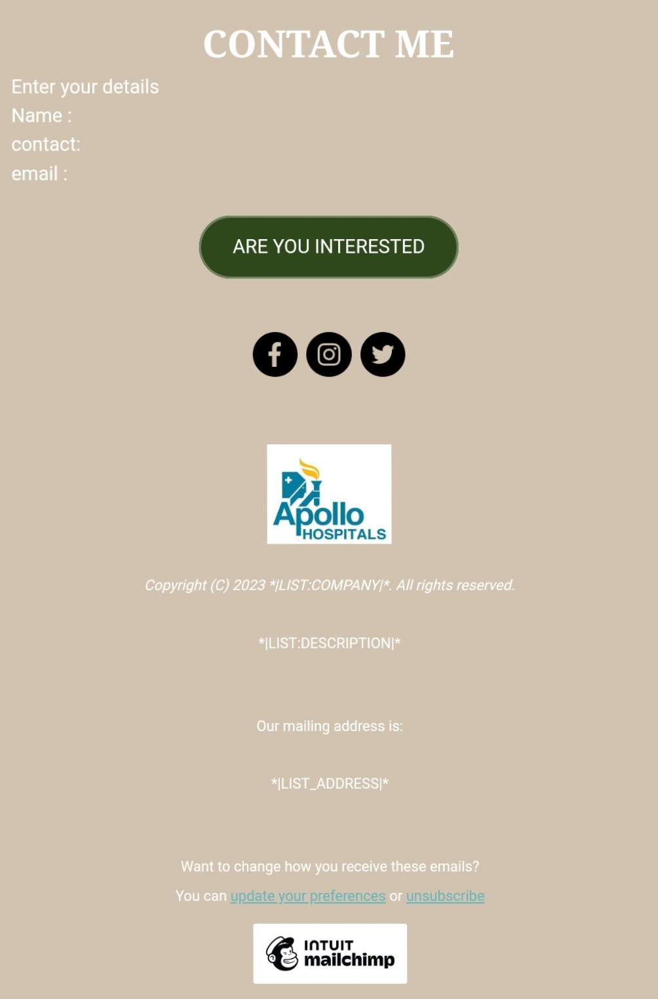 CONTACT ME
Enter your details
Name :
contact:
email :
ARE YOU INTERESTED
Apollo
HOSPITALS
Copyright (C) 2023 *|LIST:COMPANY|*. All rights reserved.
*|LIST:DESCRIPTION|*
Our mailing address is:
*|LIST_ADDRESS|*
Want to change how you receive these emails?
You can update your preferences or unsubscribe
INTUIT
mailchimp